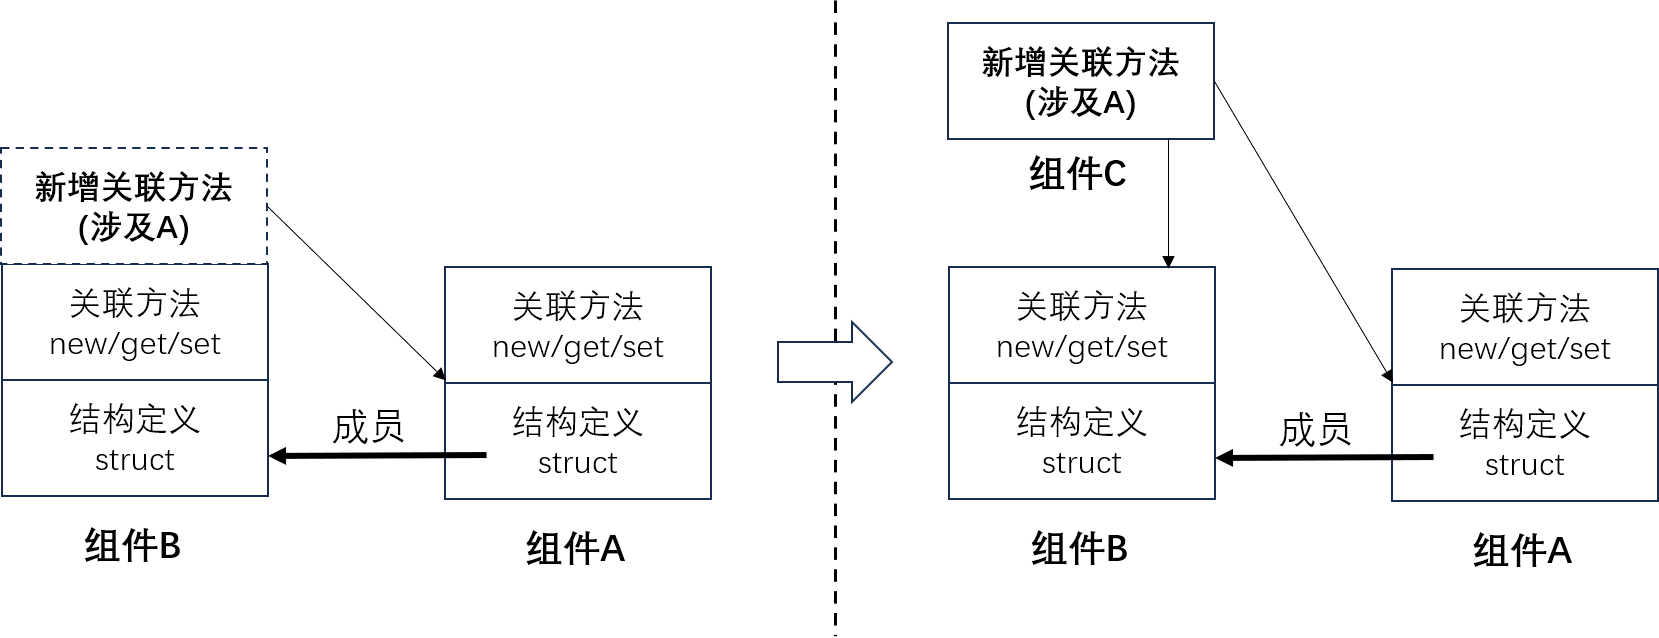 新增关联方法
(涉及A)
关联方法
new/get/set
结构定义
struct
组件B
成员
关联方法
new/get/set
结构定义
struct
组件A
新增关联方法
(涉及A)
组件C
关联方法
new/get/set
结构定义
struct
组件B
成员
关联方法
new/get/set
结构定义
struct
组件A